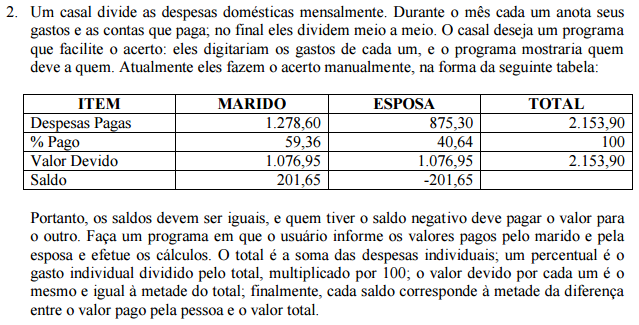 2. Um casal divide as despesas domésticas mensalmente. Durante o mês cada um anota seus
gastos e as contas que paga; no final eles dividem meio a meio. O casal deseja um programa
que facilite o acerto: eles digitariam os gastos de cada um, e o programa mostraria quem
deve a quem. Atualmente eles fazem o acerto manualmente, na forma da seguinte tabela:
ITEM MARIDO ESPOSA TOTAL
Despesas Pagas 1.278,60 875,30 2.153,90
% Pago 59,36 40,64 100
Valor Devido 1.076,95 1.076,95 2.153,90
Saldo 201,65 -201,65
Portanto, os saldos devem ser iguais, e quem tiver o saldo negativo deve pagar o valor para
o outro. Faça um programa em que o usuário informe os valores pagos pelo marido e pela
esposa e efetue os cálculos. O total é a soma das despesas individuais; um percentual é o
gasto individual dividido pelo total, multiplicado por 100; o valor devido por cada um é o
mesmo e igual à metade do total; finalmente, cada saldo corresponde à metade da diferença
entre o valor pago pela pessoa e o valor total.